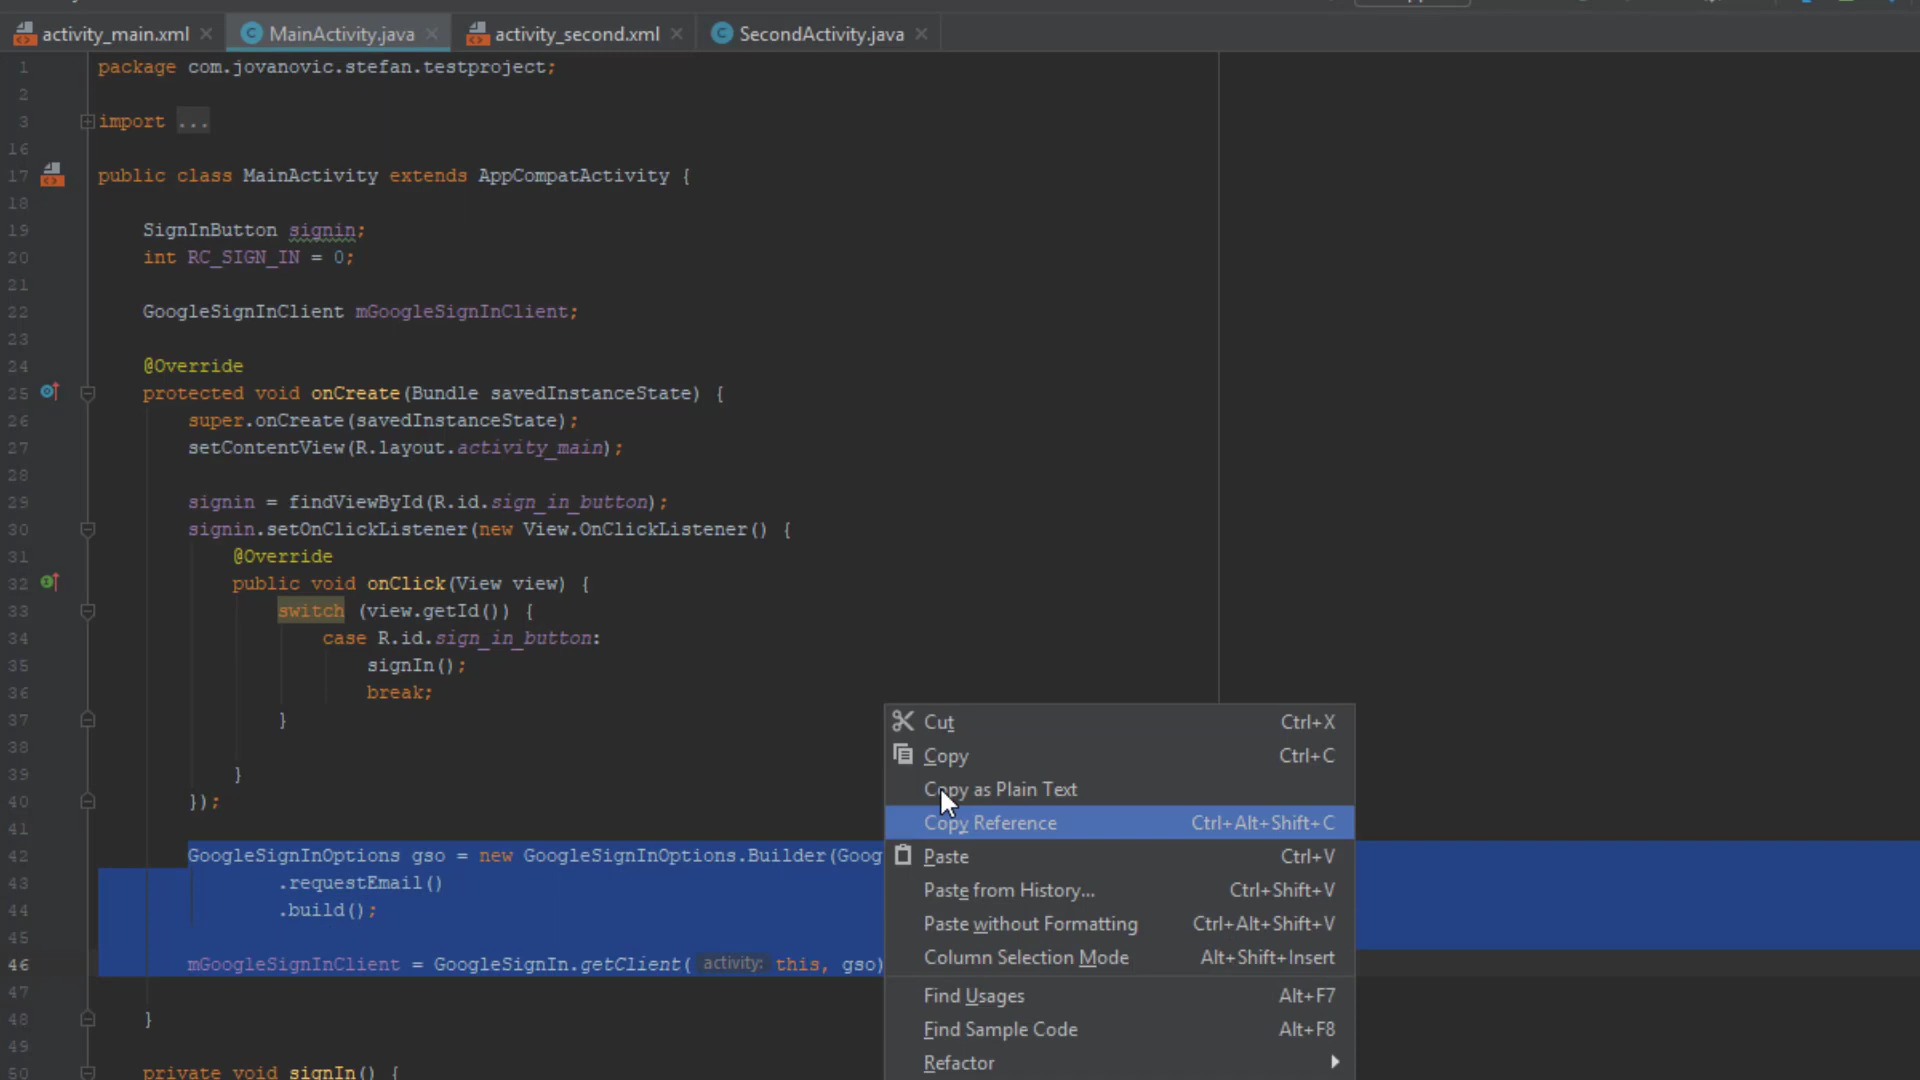 activity_main.xml MainActivity.java activity_second.xml SecondActivity.java
1 package com.jovanovic.stefan.testproject;
2
3 import ...
16
17 public class MainActivity extends AppCompatActivity {
18
19 SignInButton signin;
20 int RC_SIGN_IN = 0;
21
22 GoogleSignInClient mGoogleSignInClient;
23
24 @Override
25 protected void onCreate(Bundle savedInstanceState) {
26 super.onCreate(savedInstanceState);
27 setContentView(R.layout.activity_main);
28
29 signin = findViewById(R.id.sign_in_button);
30 signin.setOnClickListener(new View.OnClickListener() {
31 @Override
32 public void onClick(View view) {
33 switch (view.getId()) {
34 case R.id.sign_in_button:
35 signIn();
36 break;
37 }
38
39 }
40 });
41
42 GoogleSignInOptions gso = new GoogleSignInOptions.Builder(Goog
43 .requestEmail()
44 .build();
45
46 mGoogleSignInClient = GoogleSignIn.getClient( activity: this, gso)
47
48 }
49
50 private void signIn() {
Cut Ctrl+X
Copy Ctrl+C
Copy as Plain Text
Copy Reference Ctrl+Alt+Shift+C
Paste Ctrl+V
Paste from History... Ctrl+Shift+V
Paste without Formatting Ctrl+Alt+Shift+V
Column Selection Mode Alt+Shift+Insert
Find Usages Alt+F7
Find Sample Code Alt+F8
Refactor